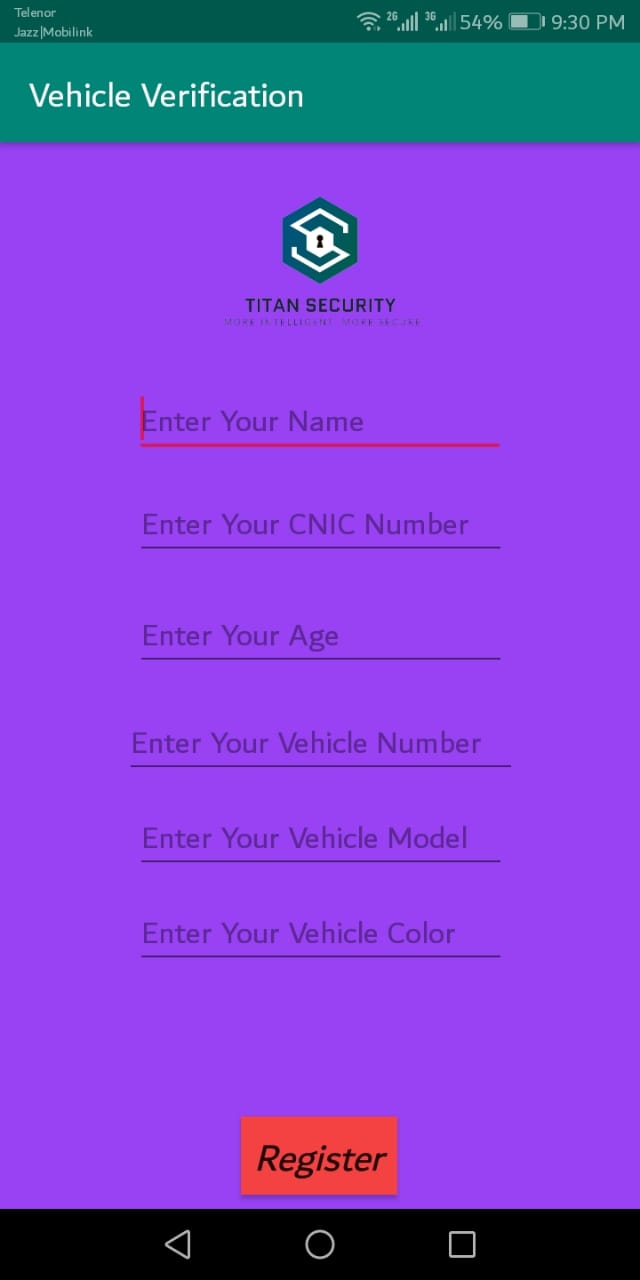 Telenor
Jazz|Mobilink
2G 3G 54% 9:30 PM
Vehicle Verification
TITAN SECURITY
MORE INTELLIGENT. MORE SECURE
Enter Your Name
Enter Your CNIC Number
Enter Your Age
Enter Your Vehicle Number
Enter Your Vehicle Model
Enter Your Vehicle Color
Register